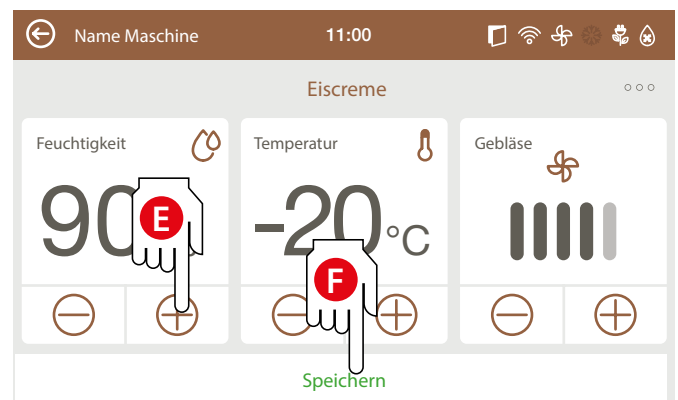 Name Maschine 11:00
Eiscreme
Feuchtigkeit Temperatur Gebläse
90 -20 °C
E
F
Speichern